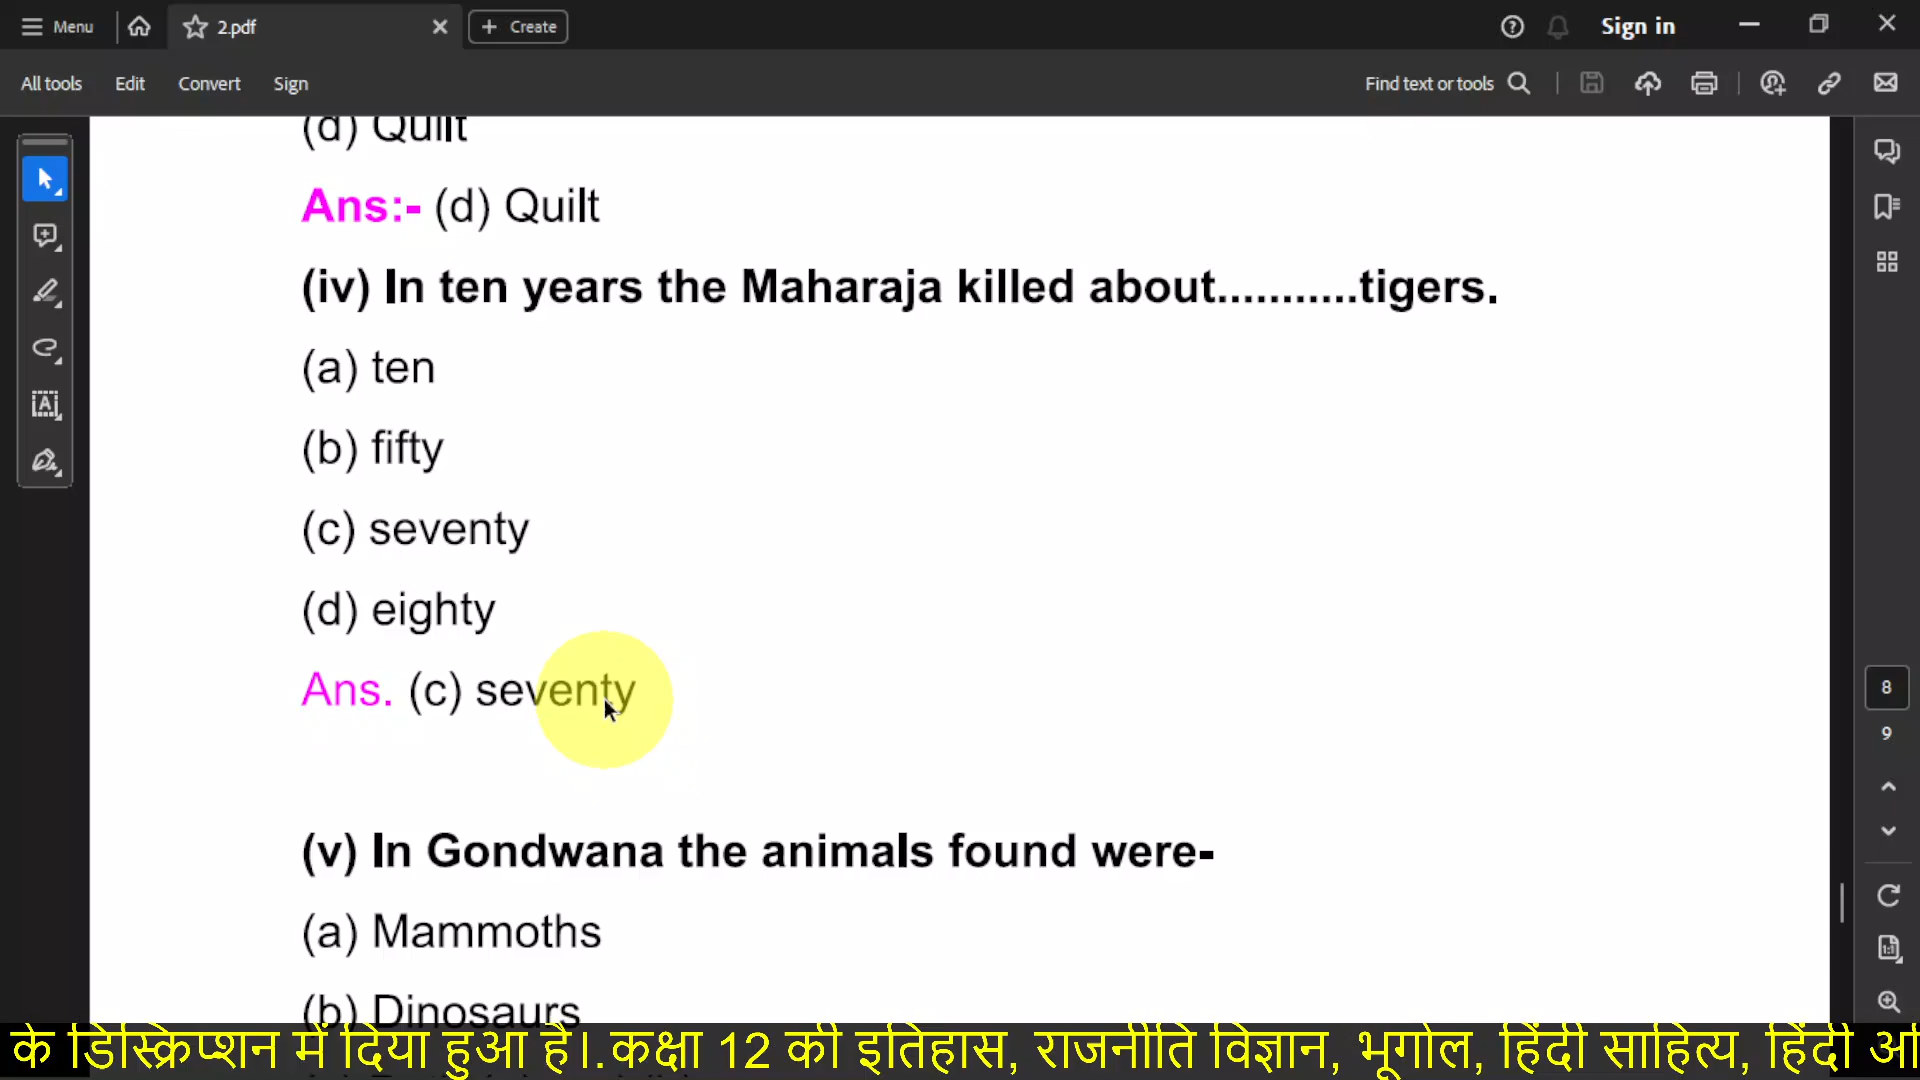 Menu
2.pdf
Create
Sign in
All tools
Edit
Convert
Sign
Find text or tools
(d) Quilt
Ans:- (d) Quilt
(iv) In ten years the Maharaja killed about...........tigers.
(a) ten
(b) fifty
(c) seventy
(d) eighty
Ans. (c) seventy
8
9
(v) In Gondwana the animals found were-
(a) Mammoths
(b) Dinosaurs
के डिस्क्रिप्शन में दिया हुआ है।.कक्षा 12 की इतिहास, राजनीति विज्ञान, भूगोल, हिंदी साहित्य, हिंदी